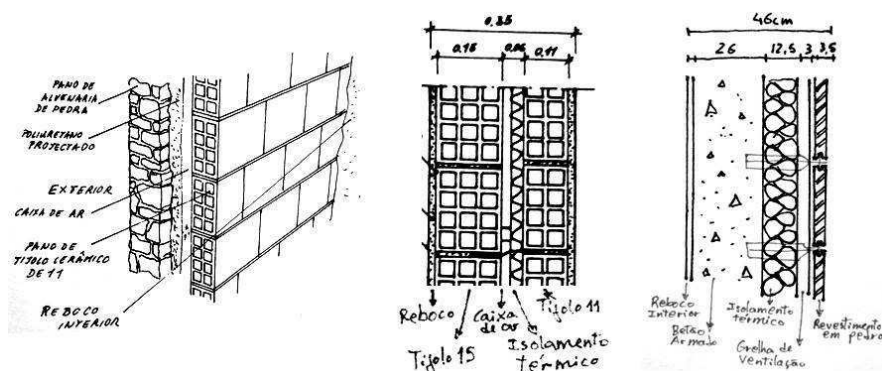 PANO DE
ALVENARIA
DE PEDRA
POLIURETANO
PROJECTADO
EXTERIOR
CAIXA DE AR
PANO DE
TIJOLO CERÂMICO
DE 11
REBOCO
INTERIOR
0.35
0.15
0.06
0.11
Reboco
Caixa
de ar
Tijolo 11
Tijolo 15
Isolamento
térmico
46cm
26
12,5
3
3,5
Reboco
Interior
Betão
Armado
Isolamento
térmico
Grelha de
Ventilação
Revestimento
em pedra